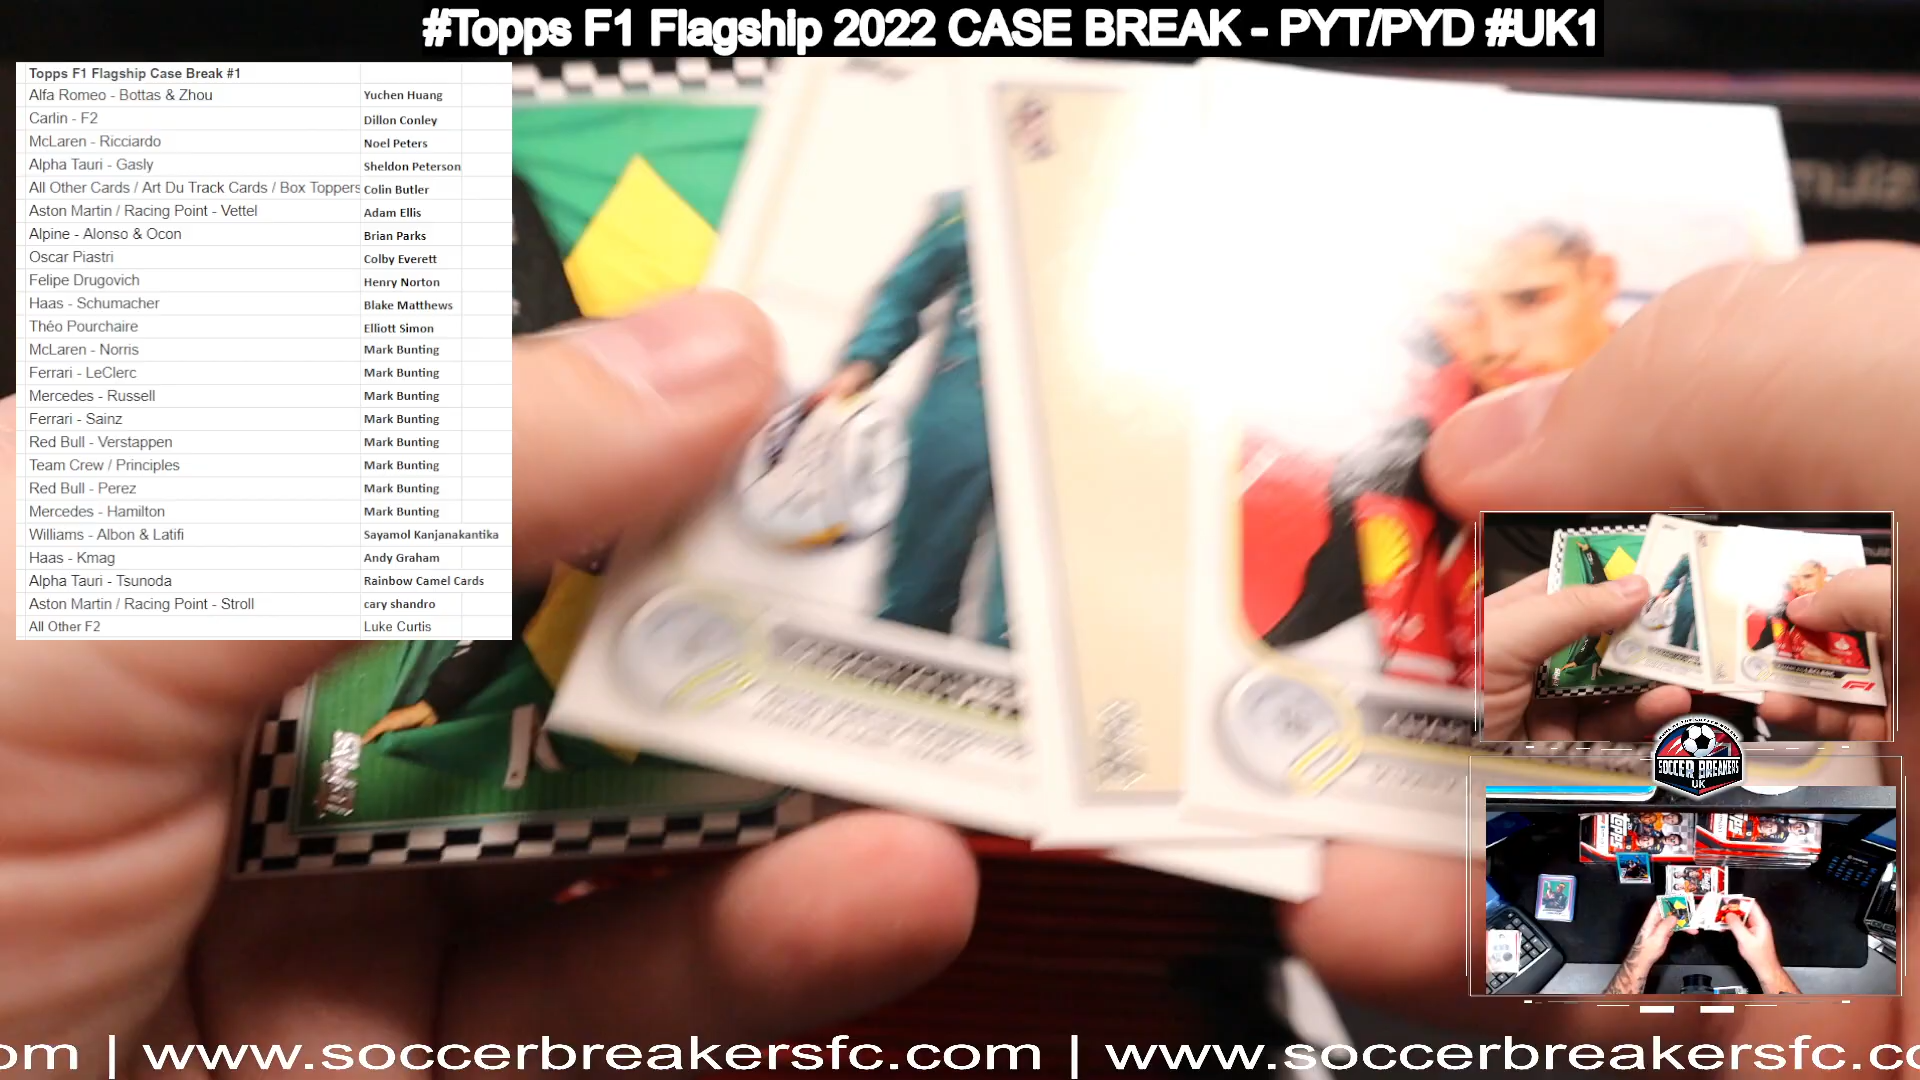 #Topps F1 Flagship 2022 CASE BREAK - PYT/PYD #UK1
Topps F1 Flagship Case Break #1
Alfa Romeo - Bottas & Zhou Yuchen Huang
Carlin - F2 Dillon Conley
McLaren - Ricciardo Noel Peters
Alpha Tauri - Gasly Sheldon Peterson
All Other Cards / Art Du Track Cards / Box Toppers Colin Butler
Aston Martin / Racing Point - Vettel Adam Ellis
Alpine - Alonso & Ocon Brian Parks
Oscar Piastri Colby Everett
Felipe Drugovich Henry Norton
Haas - Schumacher Blake Matthews
Théo Pourchaire Elliott Simon
McLaren - Norris Mark Bunting
Ferrari - LeClerc Mark Bunting
Mercedes - Russell Mark Bunting
Ferrari - Sainz Mark Bunting
Red Bull - Verstappen Mark Bunting
Team Crew / Principles Mark Bunting
Red Bull - Perez Mark Bunting
Mercedes - Hamilton Mark Bunting
Williams - Albon & Latifi Sayamol Kanjanakantika
Haas - Kmag Andy Graham
Alpha Tauri - Tsunoda Rainbow Camel Cards
Aston Martin / Racing Point - Stroll cary shandro
All Other F2 Luke Curtis
SOCCER BREAKERS
UK
om | www.soccerbreakersfc.com | www.soccerbreakersfc.co